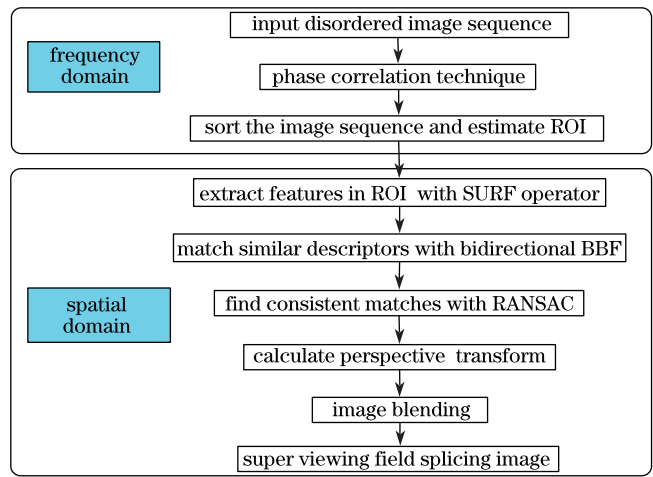 input disordered image sequence
frequency
domain
phase correlation technique
sort the image sequence and estimate ROI
extract features in ROI with SURF operator
match similar descriptors with bidirectional BBF
spatial
domain
find consistent matches with RANSAC
calculate perspective transform
image blending
super viewing field splicing image